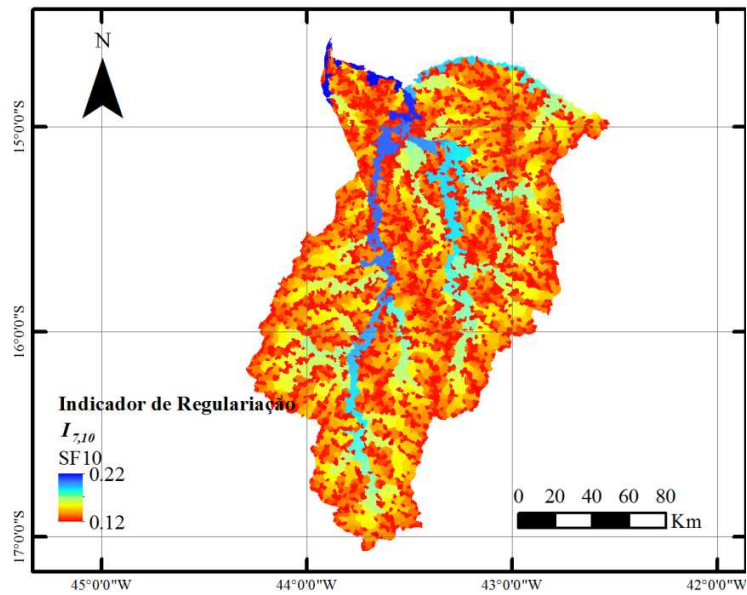 N
15°0'0"S
16°0'0"S
17°0'0"S
Indicador de Regulariação
I7,10
SF10
0.22
0.12
0 20 40 60 80
Km
45°0'0"W 44°0'0"W 43°0'0"W 42°0'0"W